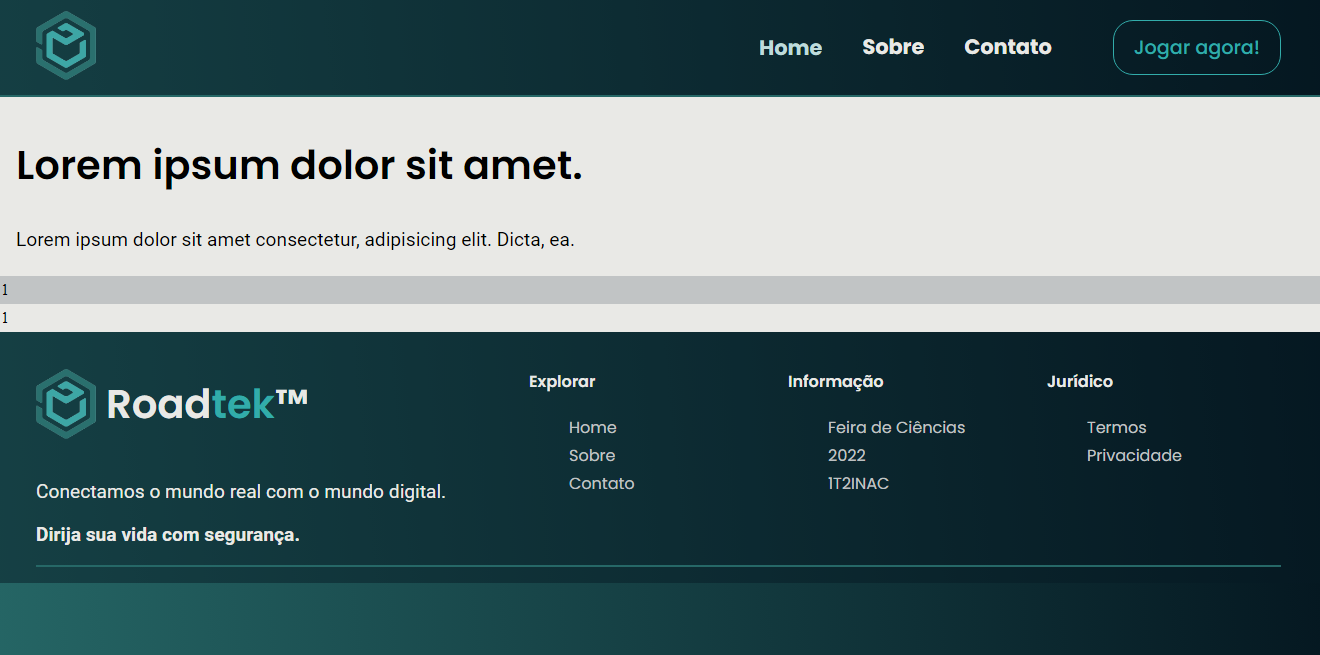 Home Sobre Contato Jogar agora!
Lorem ipsum dolor sit amet.
Lorem ipsum dolor sit amet consectetur, adipisicing elit. Dicta, ea.
1
1
Roadtek™
Conectamos o mundo real com o mundo digital.
Dirija sua vida com segurança.
Explorar
Home
Sobre
Contato
Informação
Feira de Ciências
2022
1T2INAC
Jurídico
Termos
Privacidade